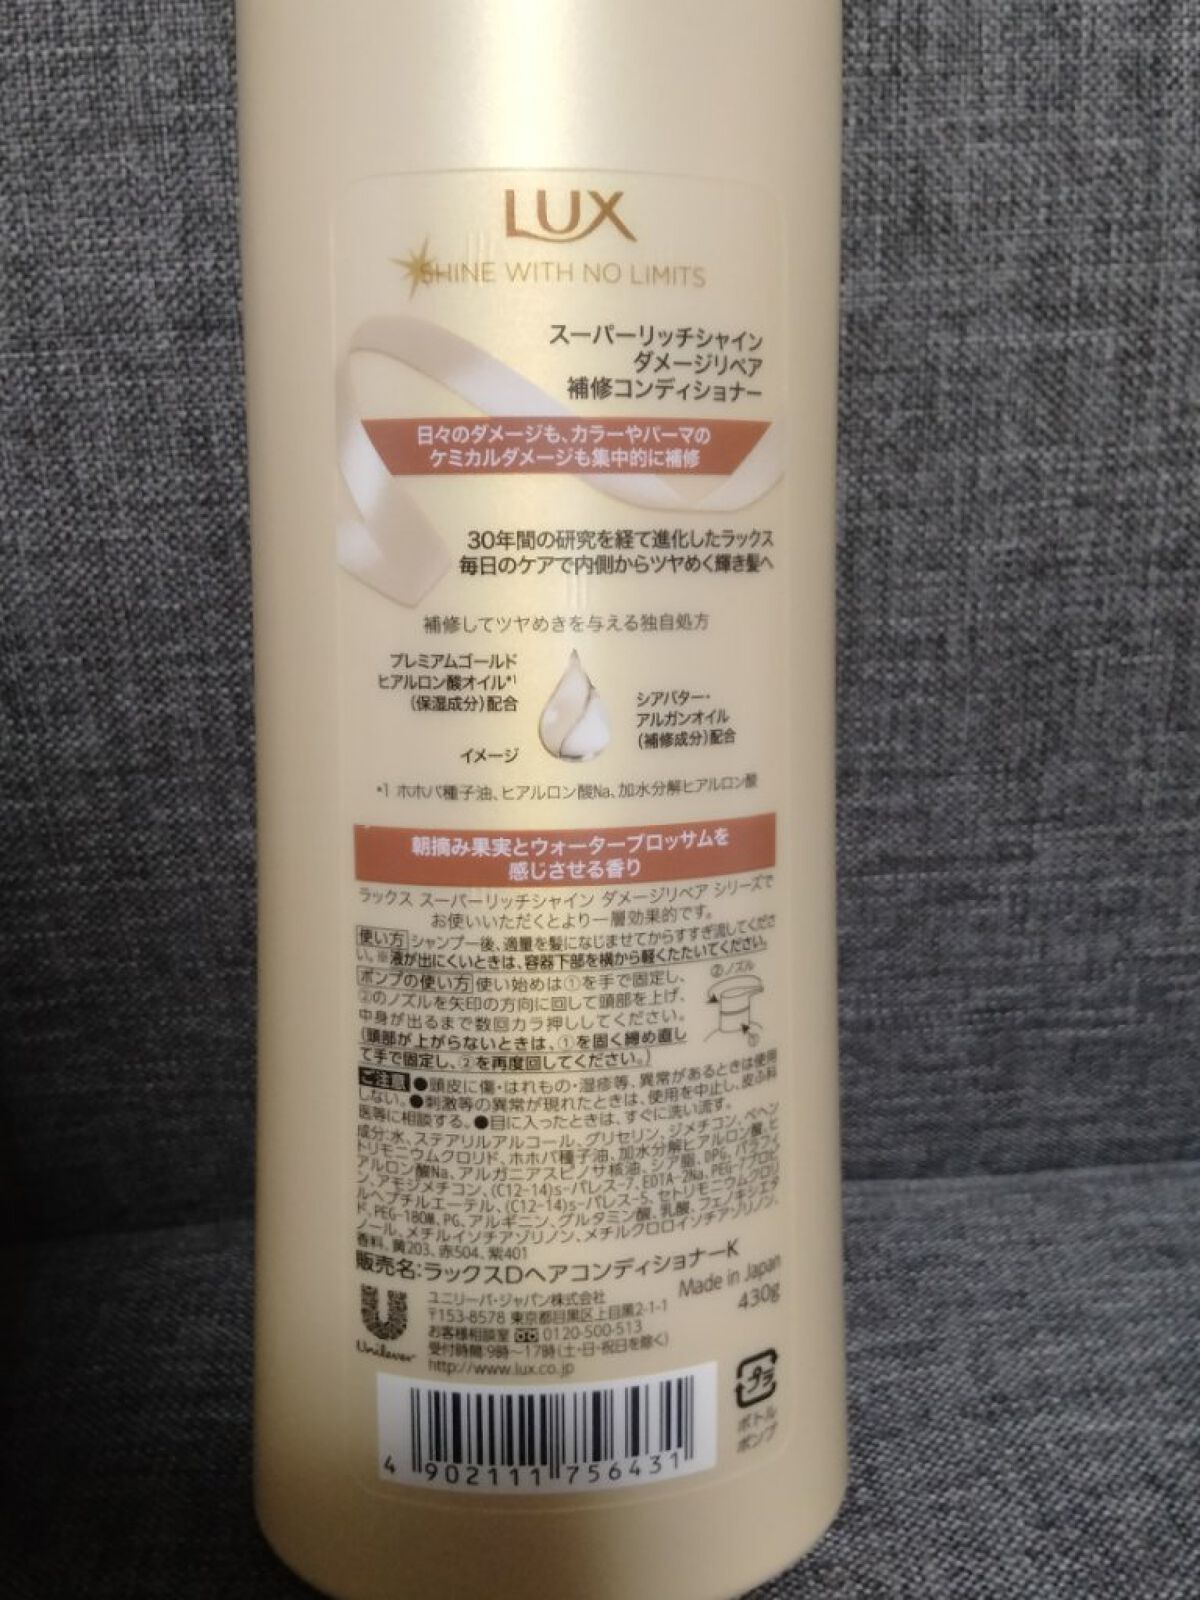 LUX
SHINE WITH NO LIMITS
スーパーリッチシャイン
ダメージリペア
補修コンディショナー
日々のダメージも、カラーやパーマの
ケミカルダメージも集中的に補修
30年間の研究を経て進化したラックス
毎日のケアで内側からツヤめく輝き髪へ
補修してツヤめきを与える独自処方
プレミアムゴールド
ヒアルロン酸オイル*1
(保湿成分)配合
シアバター・
アルガンオイル
(補修成分)配合
イメージ
*1 ホホバ種子油、ヒアルロン酸Na、加水分解ヒアルロン酸
朝摘み果実とウォーターブロッサムを
感じさせる香り
ラックス スーパーリッチシャイン ダメージリペア シリーズで
お使いいただくとより一層効果的です。
使い方 シャンプー後、適量を髪になじませてからすすぎ流してくださ
い。※液が出にくいときは、容器下部を横から軽くたたいてください。
ポンプの使い方 使い始めは①を手で固定し、
②のノズルを矢印の方向に回して頭部を上げ、
中身が出るまで数回カラ押ししてください。
(頭部が上がらないときは、①を固く締め直し
て手で固定し、②を再度回してください。)
②ノズル
①
ご注意 ●頭皮に傷・はれもの・湿疹等、異常があるときは使用
しない。●刺激等の異常が現れたときは、使用を中止し、皮ふ科
医等に相談する。●目に入ったときは、すぐに洗い流す。
成分:水、ステアリルアルコール、グリセリン、ジメチコン、ベヘン
トリモニウムクロリド、ホホバ種子油、加水分解ヒアルロン酸、ヒ
アルロン酸Na、アルガニアスピノサ核油、シア脂、DPG、パラフィ
ン、アモジメチコン、(C12-14)s-パレス-7、EDTA-2Na、PEG-7プロピ
ルヘプチルエーテル、(C12-14)s-パレス-5、セトリモニウムクロリ
ド、PEG-180M、PG、アルギニン、グルタミン酸、乳酸、フェノキシエタ
ノール、メチルイソチアゾリノン、メチルクロロイソチアゾリノン、
香料、黄203、赤504、紫401
販売名:ラックスDヘアコンディショナーK
Made in Japan
430g
Unilever
ユニリーバ・ジャパン株式会社
〒153-8578 東京都目黒区上目黒2-1-1
お客様相談室 0120-500-513
受付時間:9時～17時(土・日・祝日を除く)
http://www.lux.co.jp
プラ
ボトル
ポンプ
4 902111 756431